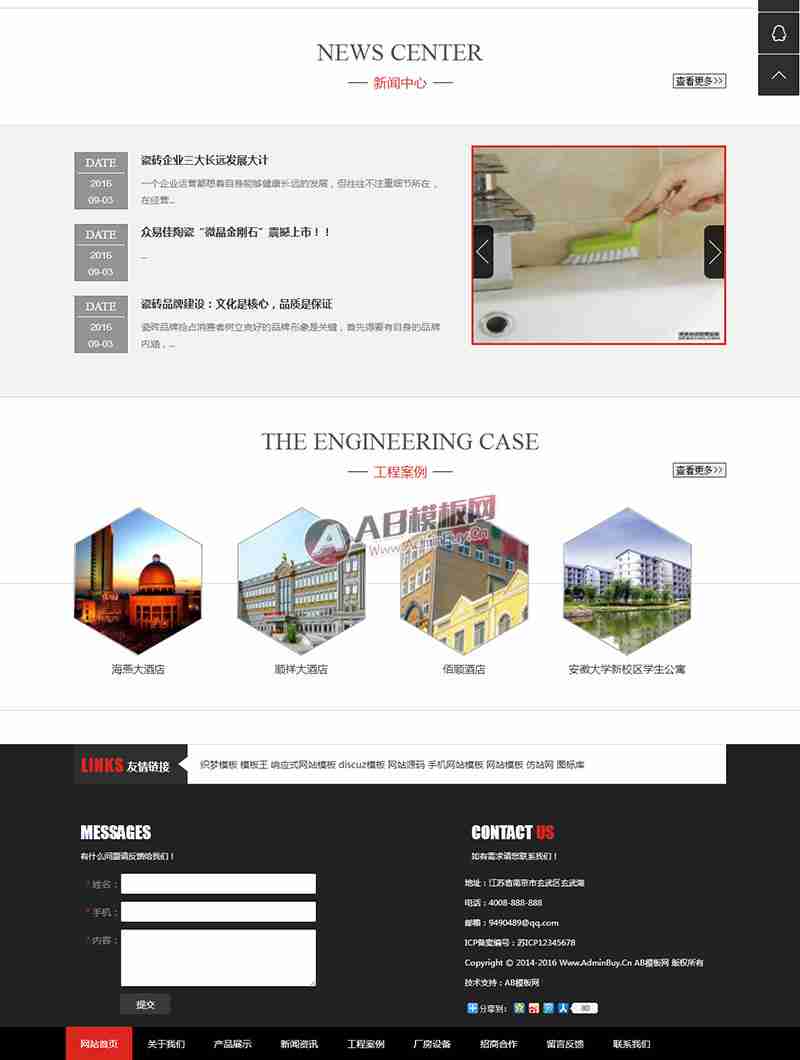 NEWS CENTER
新闻中心
查看更多>>
DATE
2016
09-03
瓷砖企业三大长远发展大计
一个企业运营都想着自身能够健康长远的发展，但往往不注重细节所在，
在经营...
DATE
2016
09-03
众易佳陶瓷“微晶金刚石”震撼上市！！
...
DATE
2016
09-03
瓷砖品牌建设：文化是核心，品质是保证
瓷砖品牌给占消费者树立良好的品牌形象是关键，首先得要有自身的品牌
内涵，...
THE ENGINEERING CASE
工程案例
查看更多>>
AB模板网
Www.AdminBuy.Cn
海燕大酒店
顺祥大酒店
佰顺酒店
安徽大学新校区学生公寓
LINKS 友情链接
织梦模板 模板王 响应式网站模板 discuz模板 网站源码 手机网站模板 网站模板 仿站网 图标库
MESSAGES
有什么问题请反馈给我们！
*姓名：
*手机：
*内容：
提交
CONTACT US
如有需求请您联系我们！
地址：江苏省南京市玄武区玄武湖
电话：4008-888-888
邮箱：9490489@qq.com
ICP备案编号：苏ICP12345678
Copyright © 2014-2016 Www.AdminBuy.Cn AB模板网 版权所有
技术支持：AB模板网
分享到：
网站首页 关于我们 产品展示 新闻资讯 工程案例 厂房设备 招商合作 留言反馈 联系我们